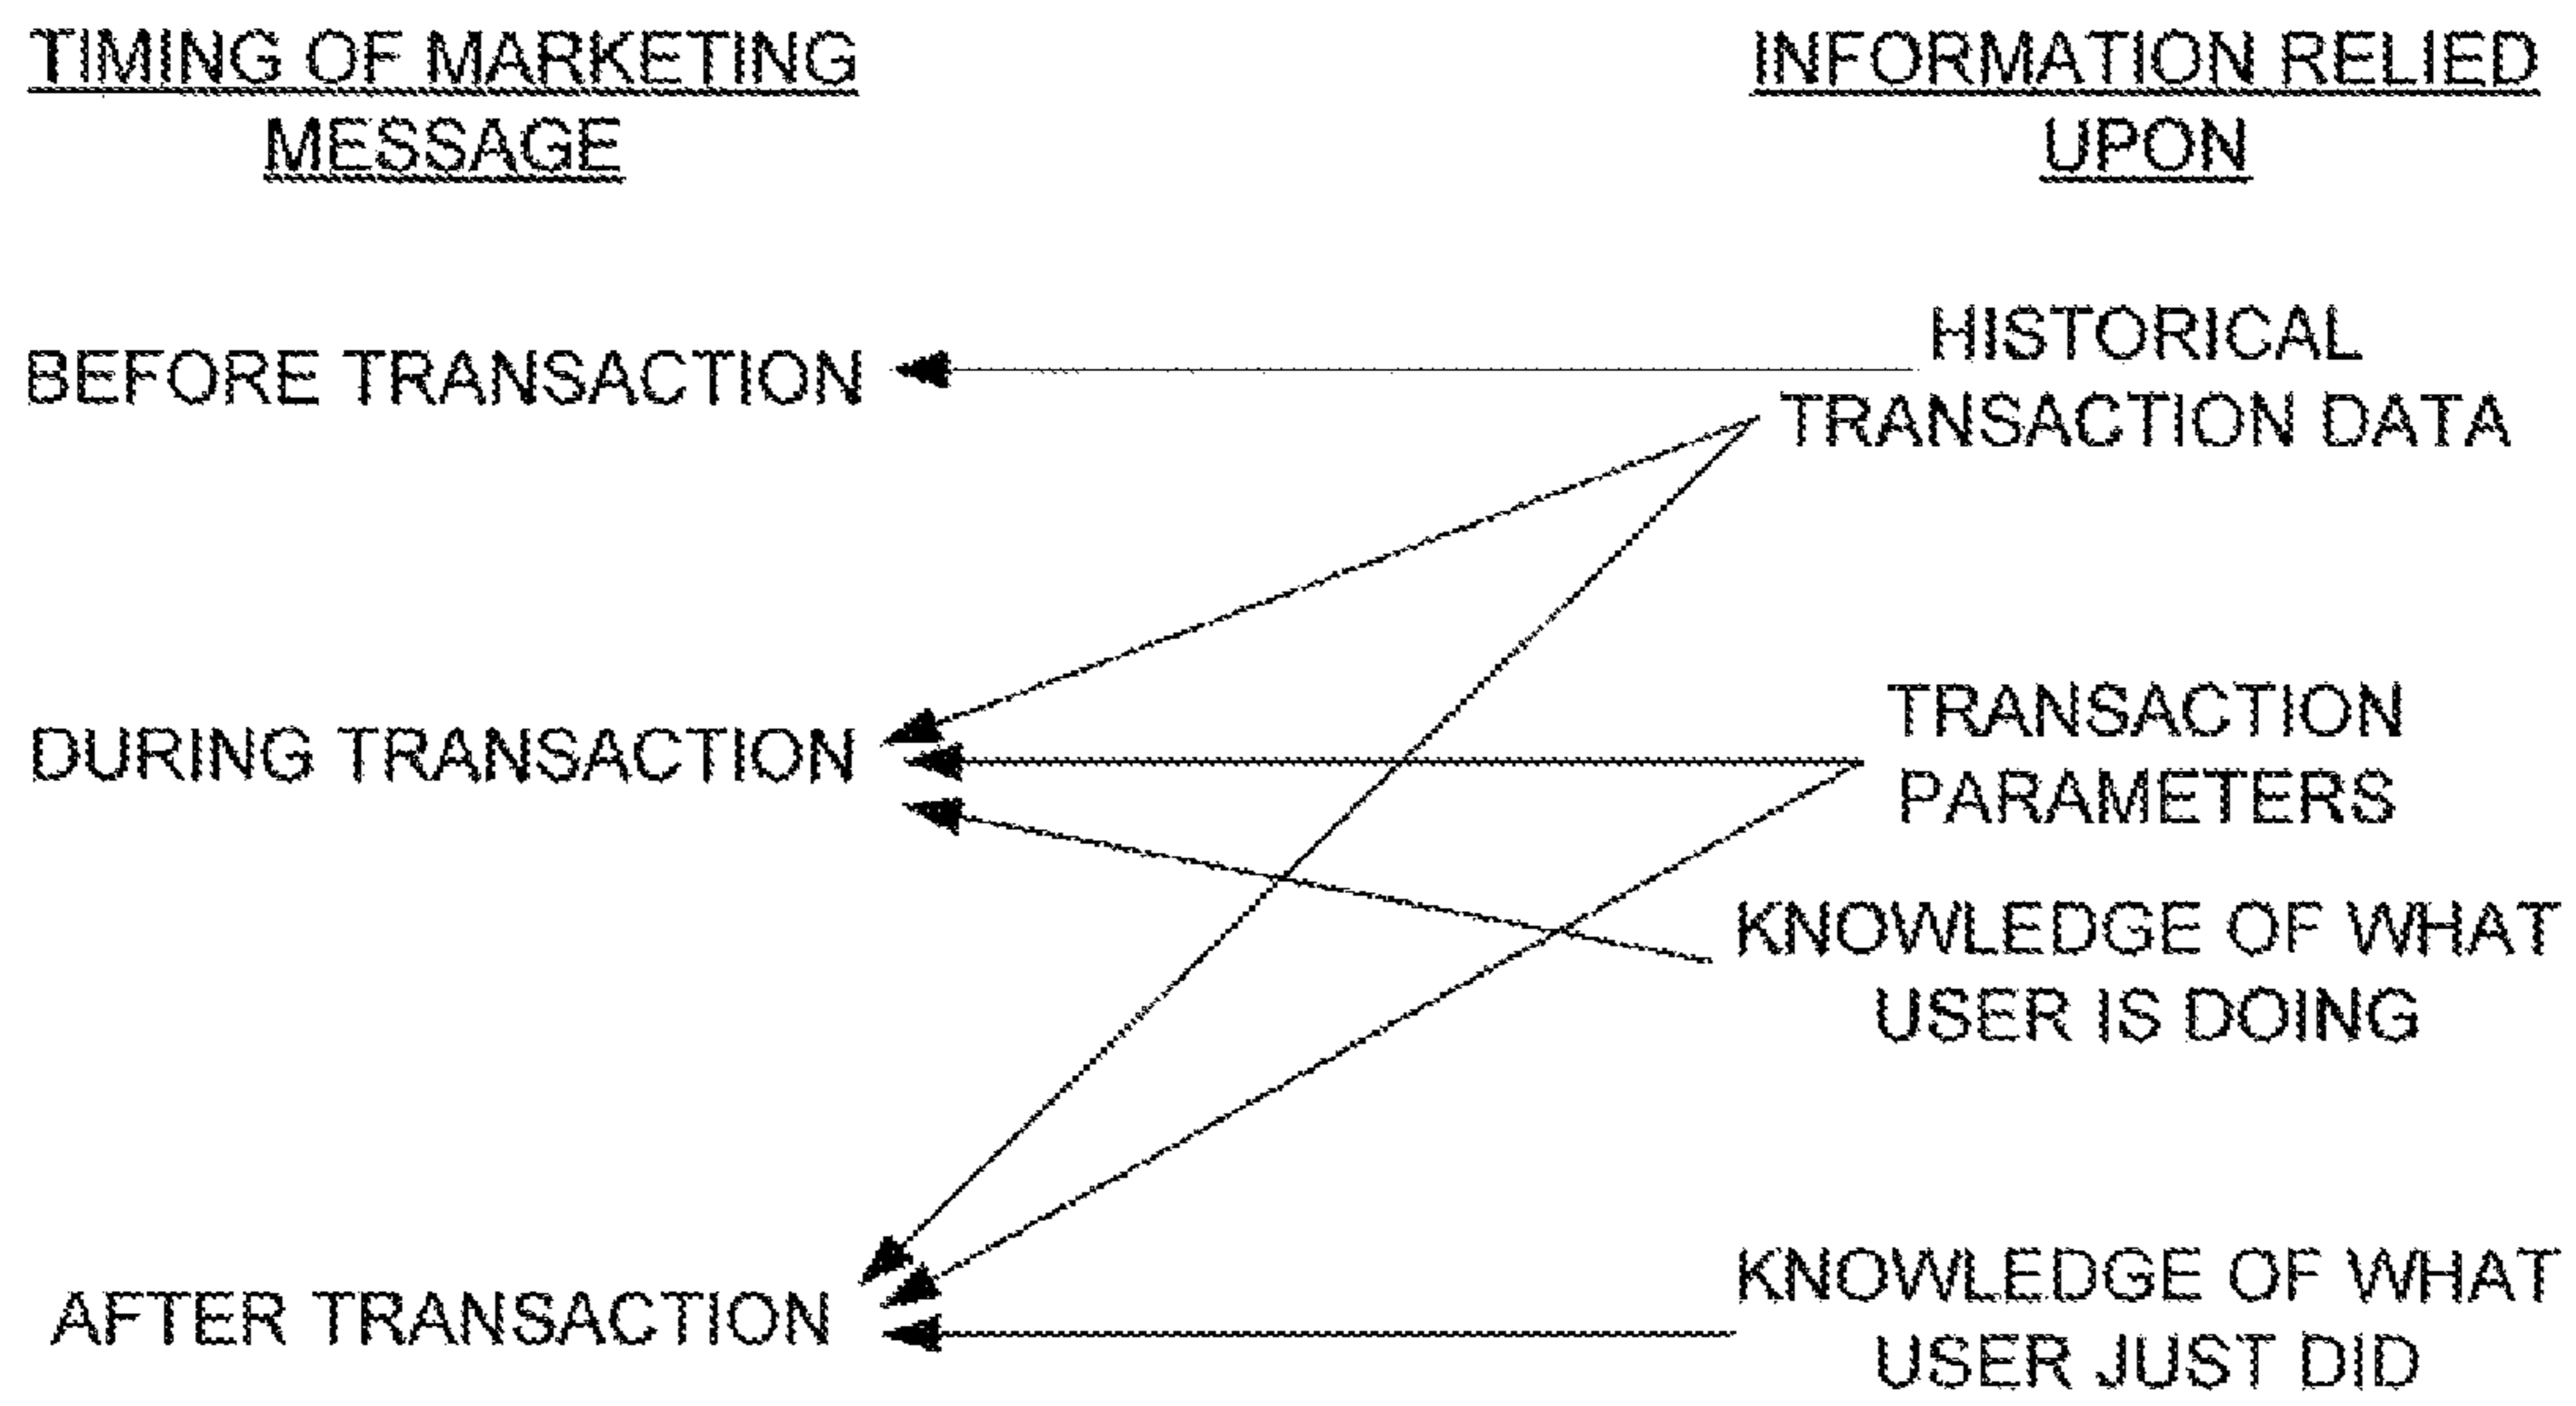 TIMING OF MARKETING
MESSAGE
INFORMATION RELIED
UPON
BEFORE TRANSACTION
HISTORICAL
TRANSACTION DATA
DURING TRANSACTION
TRANSACTION
PARAMETERS
KNOWLEDGE OF WHAT
USER IS DOING
AFTER TRANSACTION
KNOWLEDGE OF WHAT
USER JUST DID